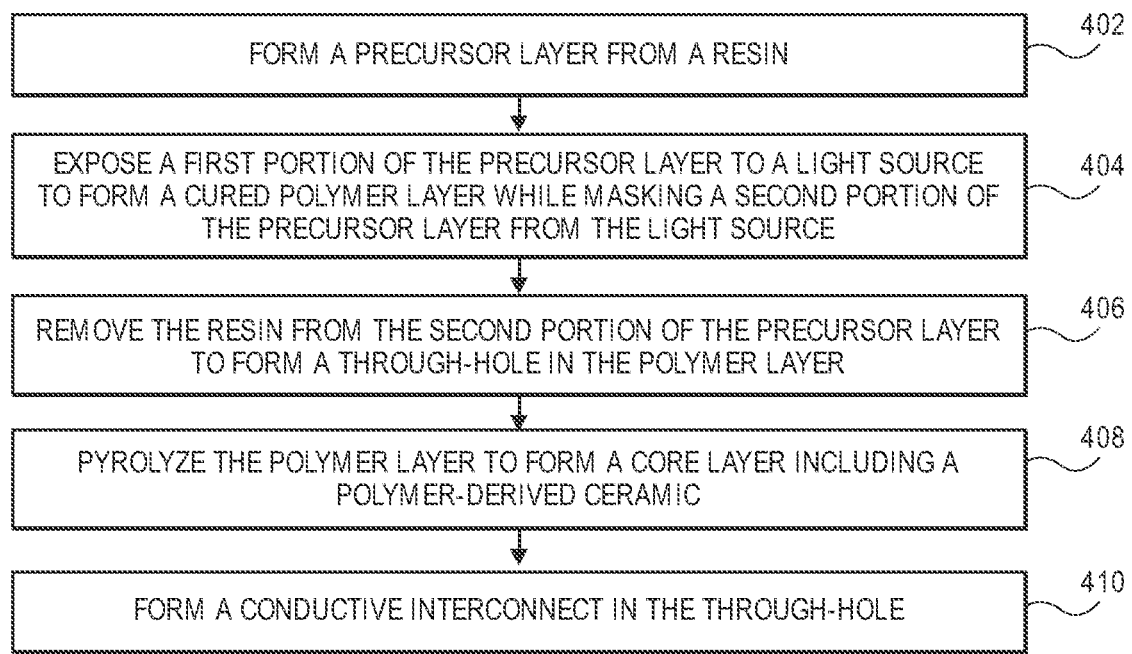 402
FORM A PRECURSOR LAYER FROM A RESIN
EXPOSE A FIRST PORTION OF THE PRECURSOR LAYER TO A LIGHT SOURCE
TO FORM A CURED POLYMER LAYER WHILE MASKING A SECOND PORTION OF
THE PRECURSOR LAYER FROM THE LIGHT SOURCE
404
REMOVE THE RESIN FROM THE SECOND PORTION OF THE PRECURSOR LAYER
TO FORM A THROUGH-HOLE IN THE POLYMER LAYER
406
PYROLYZE THE POLYMER LAYER TO FORM A CORE LAYER INCLUDING A
POLYMER-DERIVED CERAMIC
408
FORM A CONDUCTIVE INTERCONNECT IN THE THROUGH-HOLE
410